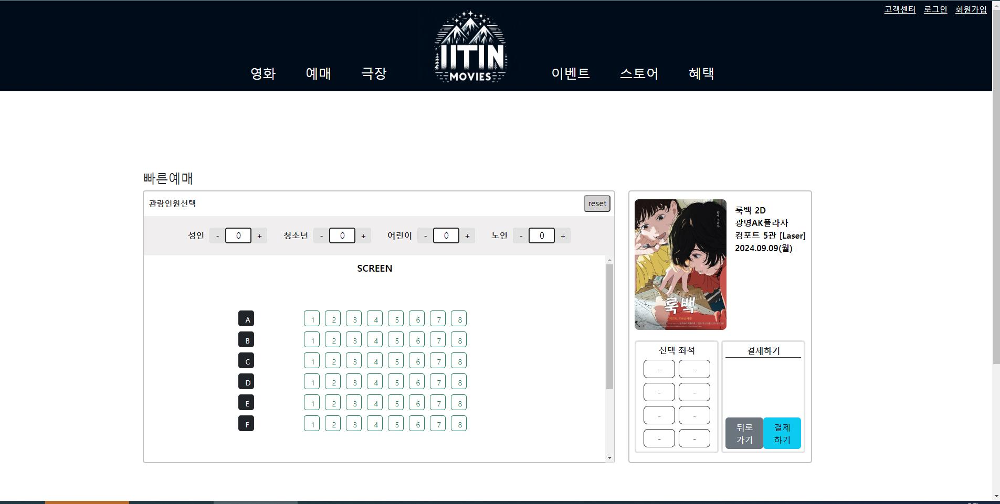 고객센터 로그인 회원가입
IITIN
MOVIES
영화 예매 극장 이벤트 스토어 혜택
빠른예매
관람인원선택 reset
성인 - 0 + 청소년 - 0 + 어린이 - 0 + 노인 - 0 +
SCREEN
A 1 2 3 4 5 6 7 8
B 1 2 3 4 5 6 7 8
C 1 2 3 4 5 6 7 8
D 1 2 3 4 5 6 7 8
E 1 2 3 4 5 6 7 8
F 1 2 3 4 5 6 7 8
룩백
룩백 2D
광명AK플라자
컴포트 5관 [Laser]
2024.09.09(월)
선택 좌석
- -
- -
- -
- -
결제하기
뒤로
가기
결제
하기